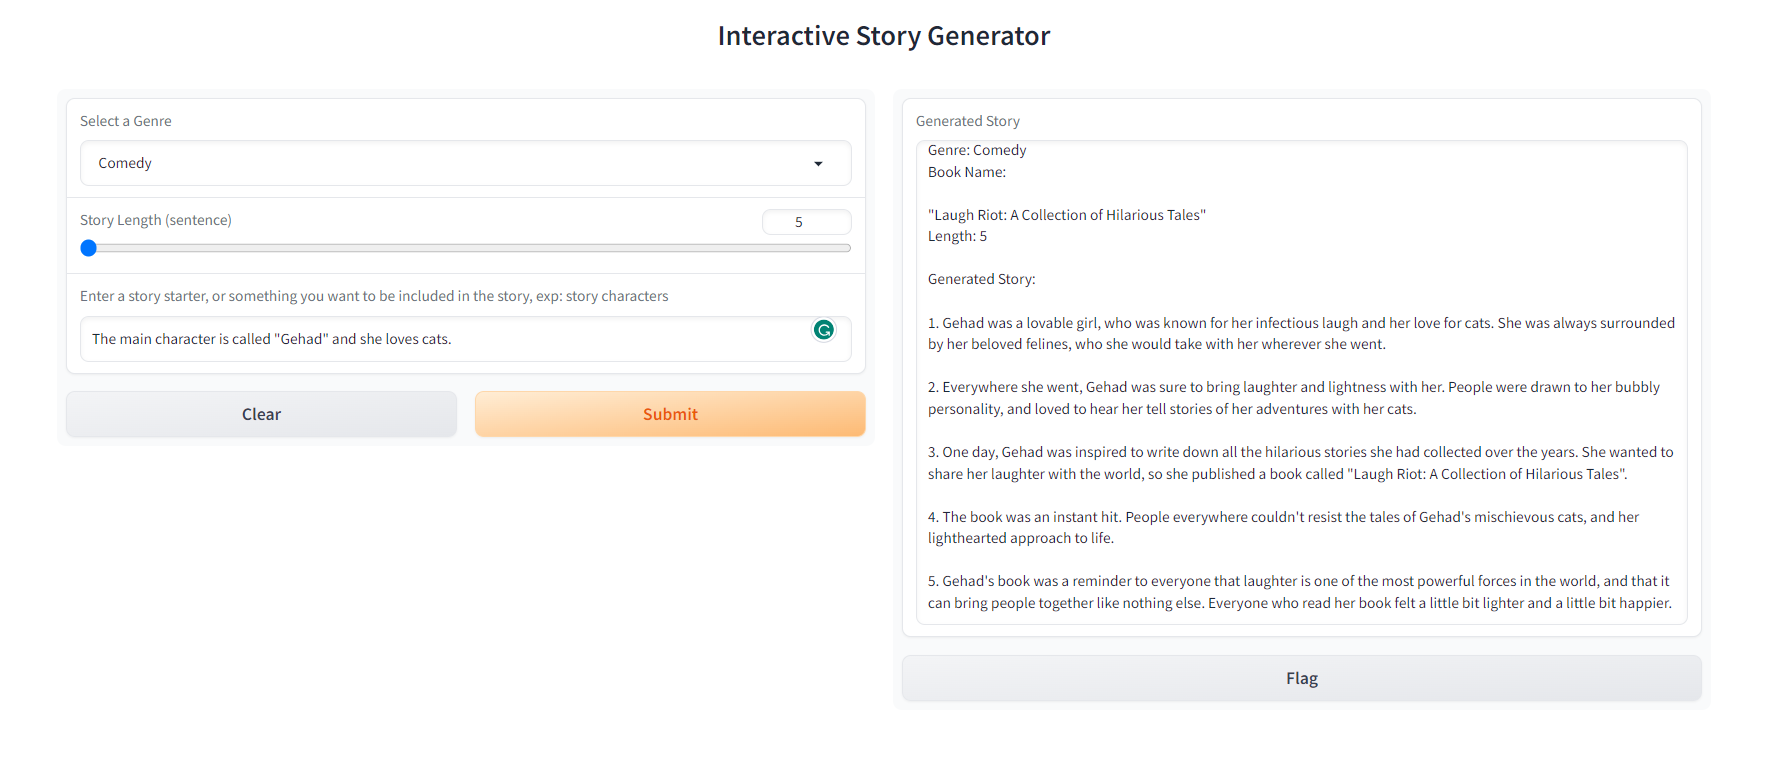 Interactive Story Generator
Select a Genre
Comedy
Story Length (sentence)
5
Enter a story starter, or something you want to be included in the story, exp: story characters
The main character is called "Gehad" and she loves cats.
Clear
Submit
Generated Story
Genre: Comedy
Book Name:
"Laugh Riot: A Collection of Hilarious Tales"
Length: 5
Generated Story:
1. Gehad was a lovable girl, who was known for her infectious laugh and her love for cats. She was always surrounded
by her beloved felines, who she would take with her wherever she went.
2. Everywhere she went, Gehad was sure to bring laughter and lightness with her. People were drawn to her bubbly
personality, and loved to hear her tell stories of her adventures with her cats.
3. One day, Gehad was inspired to write down all the hilarious stories she had collected over the years. She wanted to
share her laughter with the world, so she published a book called "Laugh Riot: A Collection of Hilarious Tales".
4. The book was an instant hit. People everywhere couldn't resist the tales of Gehad's mischievous cats, and her
lighthearted approach to life.
5. Gehad's book was a reminder to everyone that laughter is one of the most powerful forces in the world, and that it
can bring people together like nothing else. Everyone who read her book felt a little bit lighter and a little bit happier.
Flag